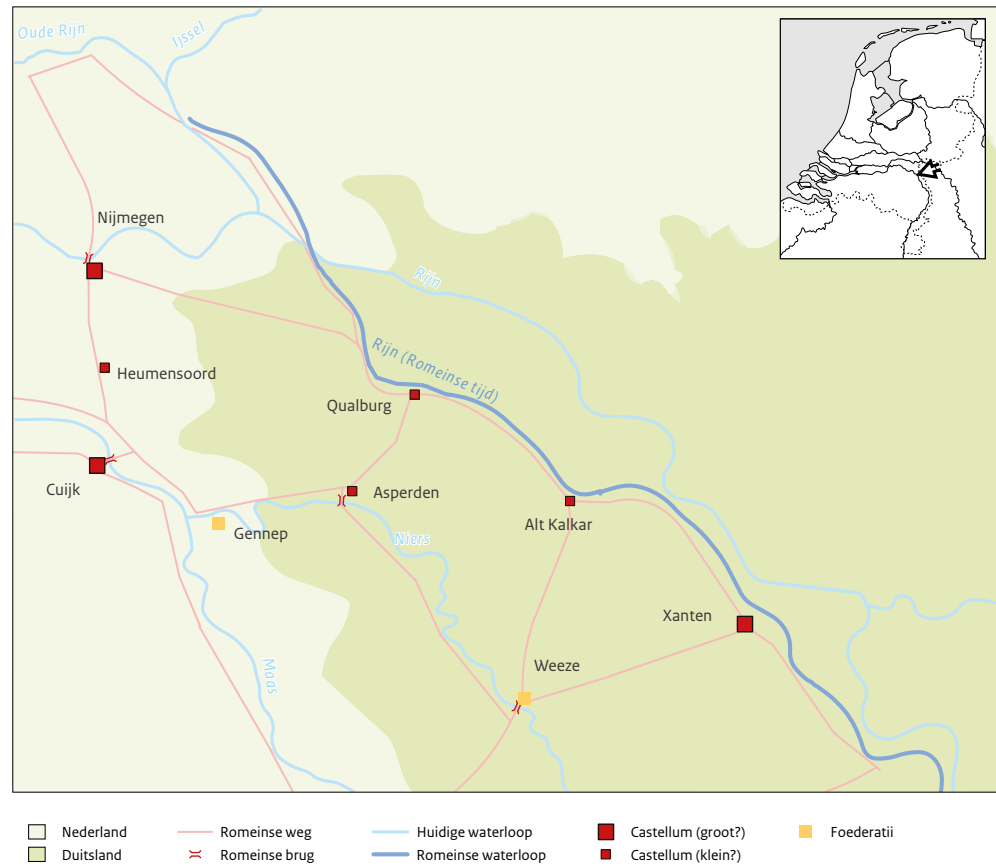 Oude Rijn
Ijssel
Nijmegen
Rijn
Heumensoord
Rijn (Romeinse tijd)
Qualburg
Cuijk
Asperden
Gennep
Alt Kalkar
Niers
Xanten
Weeze
Maas
Nederland
Romeinse weg
Huidige waterloop
Castellum (groot?)
Foederatii
Duitsland
Romeinse brug
Romeinse waterloop
Castellum (klein?)